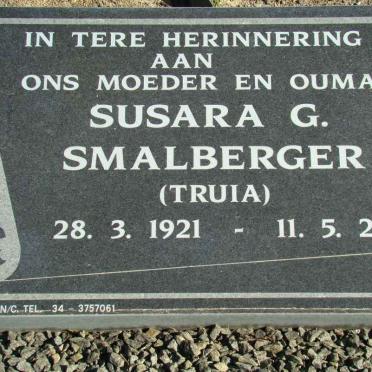 IN TERE HERINNERING
AAN
ONS MOEDER EN OUMA
SUSARA G.
SMALBERGER
(TRUIA)
28. 3. 1921 - 11. 5. 2
N/C. TEL. 34 - 3757061